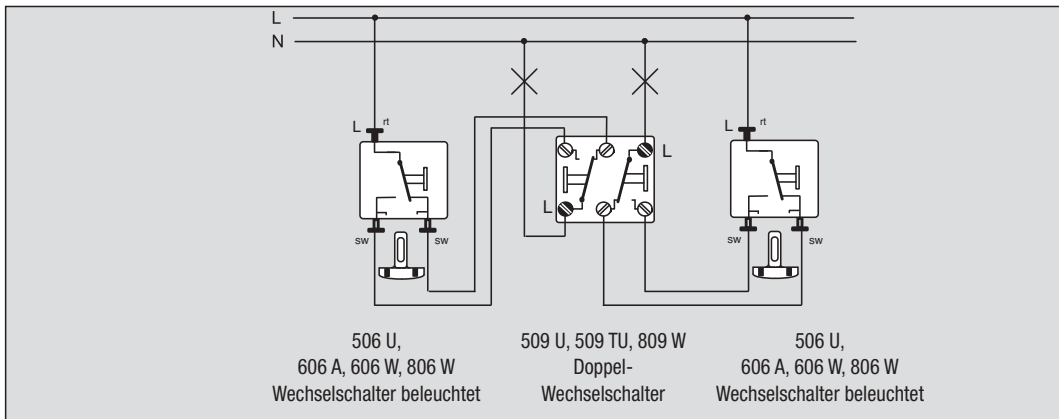 L
N
L rt
L rt
L
L
sw sw
sw sw
506 U,
606 A, 606 W, 806 W
Wechselschalter beleuchtet
509 U, 509 TU, 809 W
Doppel-
Wechselschalter
506 U,
606 A, 606 W, 806 W
Wechselschalter beleuchtet